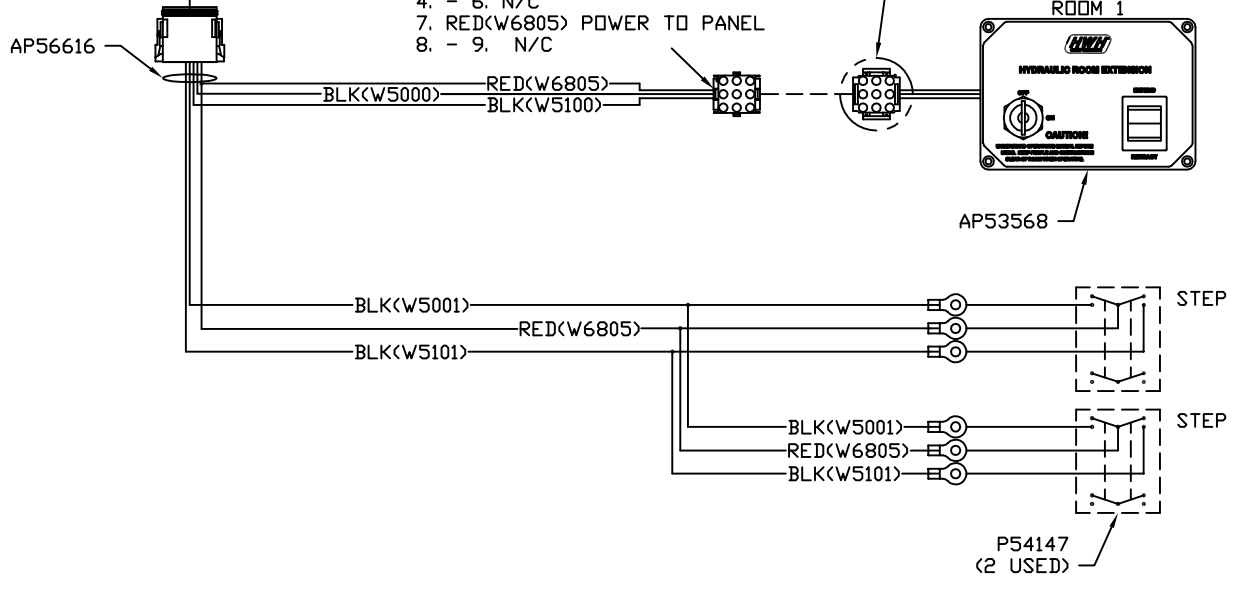 4. - 6. N/C
7. RED(W6805) POWER TO PANEL
8. - 9. N/C
ROOM 1
AP56616
HWH
HYDRAULIC ROOM EXTENSION
RED(W6805)
BLK(W5000)
BLK(W5100)
OFF
ON
CAUTION!
EXTEND
RETRACT
AP53568
BLK(W5001)
STEP
RED(W6805)
BLK(W5101)
STEP
BLK(W5001)
RED(W6805)
BLK(W5101)
P54147
(2 USED)